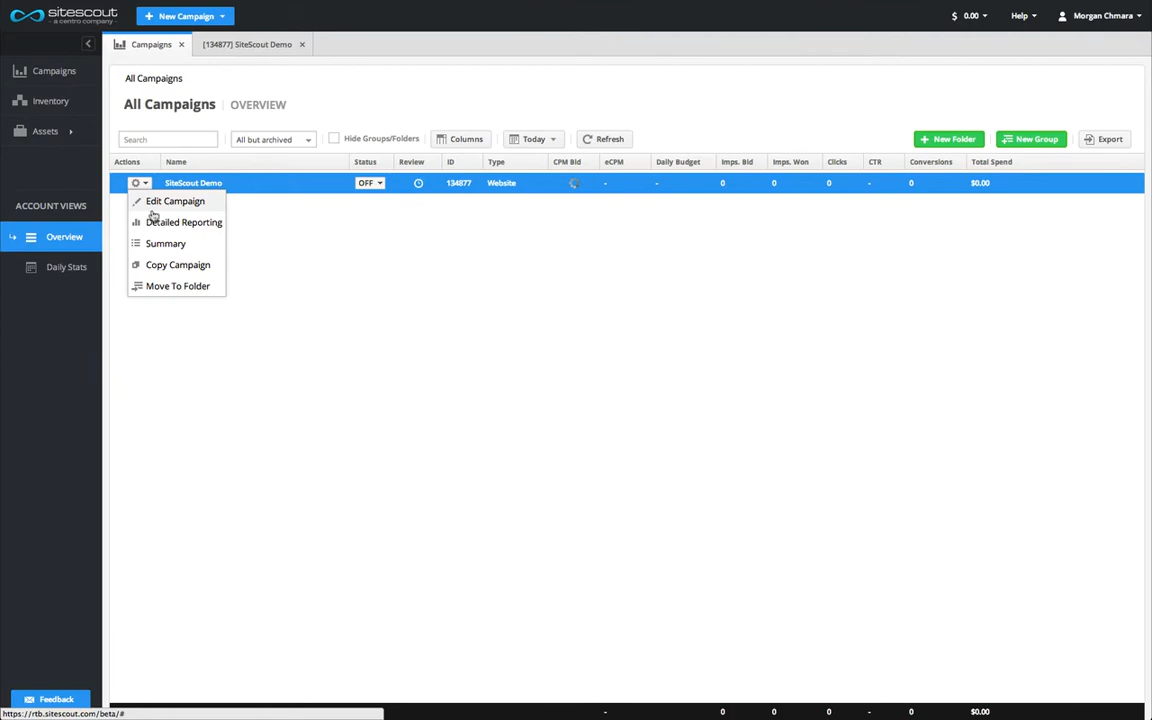 sitescout
a centro company
New Campaign
$ 0.00
Help
Morgan Chmara
Campaigns
[134877] SiteScout Demo
Campaigns
Inventory
Assets
ACCOUNT VIEWS
Overview
Daily Stats
All Campaigns
All Campaigns OVERVIEW
Search
All but archived
Hide Groups/Folders
Columns
Today
Refresh
New Folder
New Group
Export
Actions Name Status Review ID Type CPM Bid eCPM Daily Budget Imps. Bid Imps. Won Clicks CTR Conversions Total Spend
SiteScout Demo OFF 134877 Website - - 0 0 0 - 0 $0.00
Edit Campaign
Detailed Reporting
Summary
Copy Campaign
Move To Folder
Feedback
https://rtb.sitescout.com/beta/#
- 0 0 0 - 0 $0.00